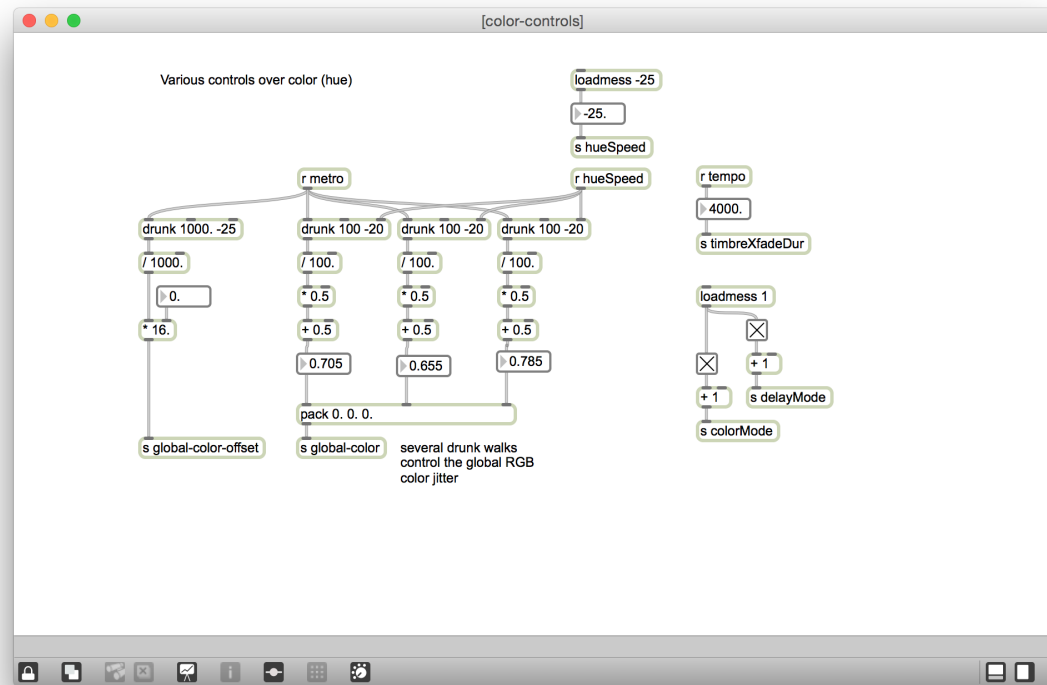 [color-controls]
Various controls over color (hue)
loadmess -25
-25.
s hueSpeed
r metro
r hueSpeed
r tempo
4000.
s timbreXfadeDur
drunk 1000. -25
drunk 100 -20
drunk 100 -20
drunk 100 -20
/ 1000.
/ 100.
/ 100.
/ 100.
0.
* 0.5
* 0.5
* 0.5
loadmess 1
* 16.
+ 0.5
+ 0.5
+ 0.5
0.705
0.655
0.785
+ 1
+ 1
s delayMode
pack 0. 0. 0.
s colorMode
s global-color-offset
s global-color
several drunk walks
control the global RGB
color jitter